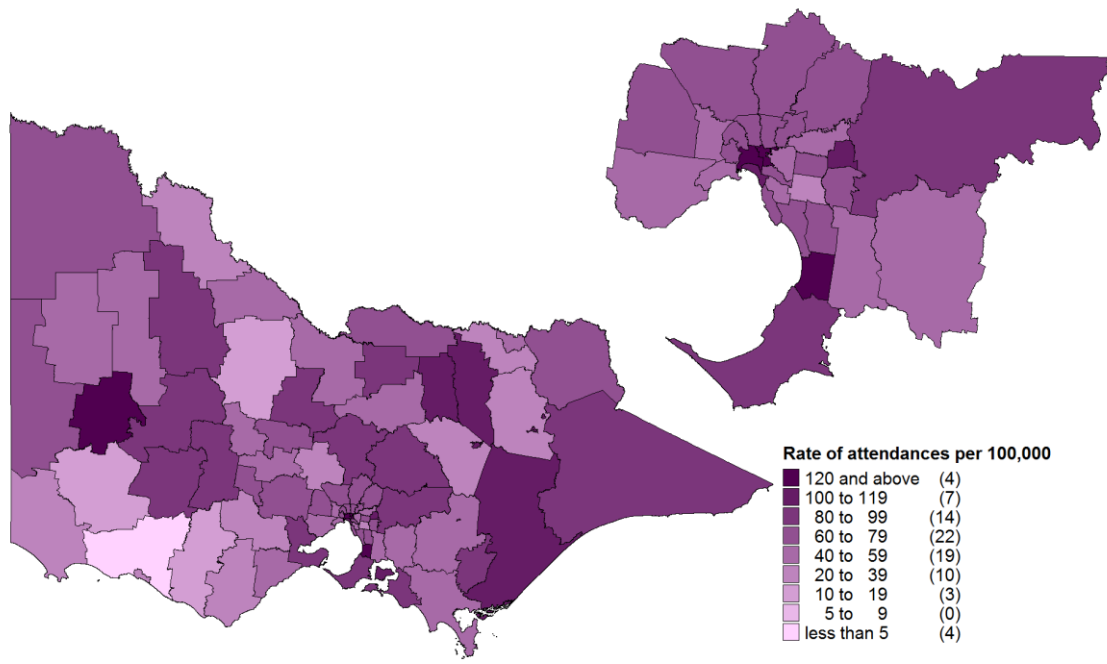 Rate of attendances per 100,000
120 and above (4)
100 to 119 (7)
80 to 99 (14)
60 to 79 (22)
40 to 59 (19)
20 to 39 (10)
10 to 19 (3)
5 to 9 (0)
less than 5 (4)